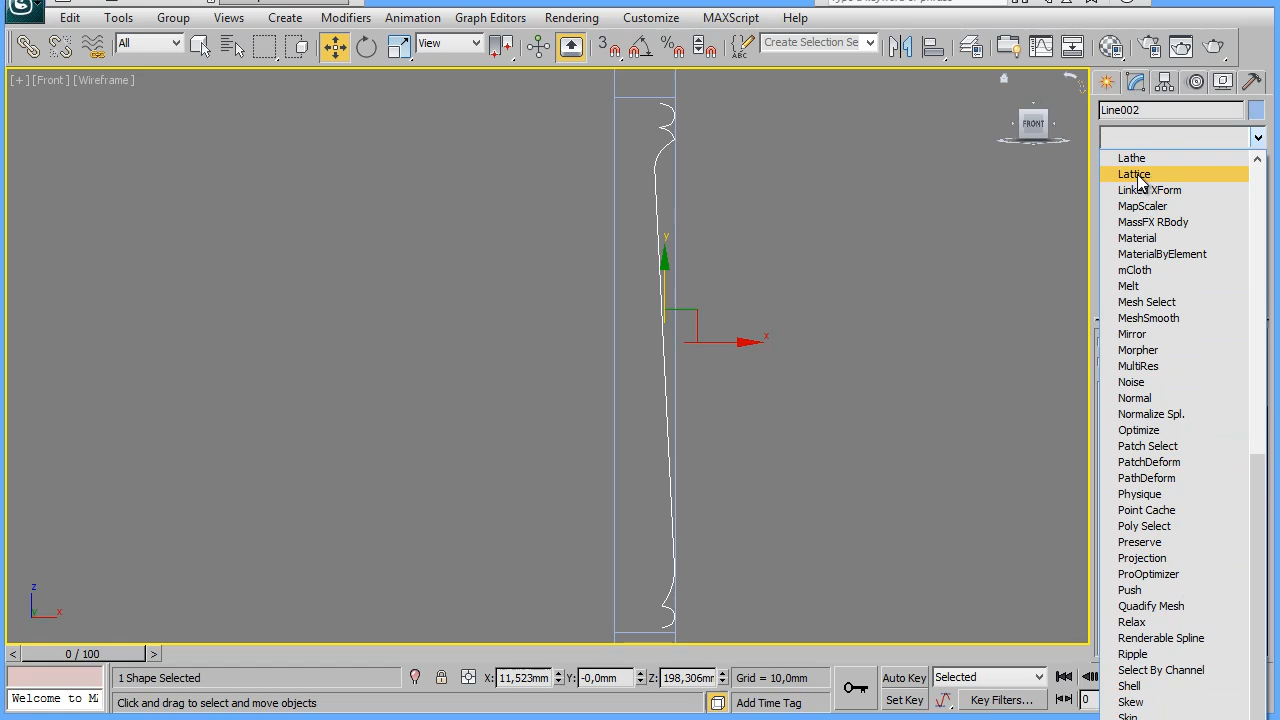 Edit Tools Group Views Create Modifiers Animation Graph Editors Rendering Customize MAXScript Help
All View 3 % ABC Create Selection Se
[+] [Front] [Wireframe]
FRONT
Line002
Lathe
Lattice
Linked XForm
MapScaler
MassFX RBody
Material
MaterialByElement
mCloth
Melt
Mesh Select
MeshSmooth
Mirror
Morpher
MultiRes
Noise
Normal
Normalize Spl.
Optimize
Patch Select
PatchDeform
PathDeform
Physique
Point Cache
Poly Select
Preserve
Projection
ProOptimizer
Push
Quadify Mesh
Relax
Renderable Spline
Ripple
Select By Channel
Shell
Skew
Skin
y
x
z
y x
< 0 / 100 >
1 Shape Selected X: 11,523mm Y: -0,0mm Z: 198,306mm Grid = 10,0mm Auto Key Selected
Welcome to M Click and drag to select and move objects Add Time Tag Set Key Key Filters... 0